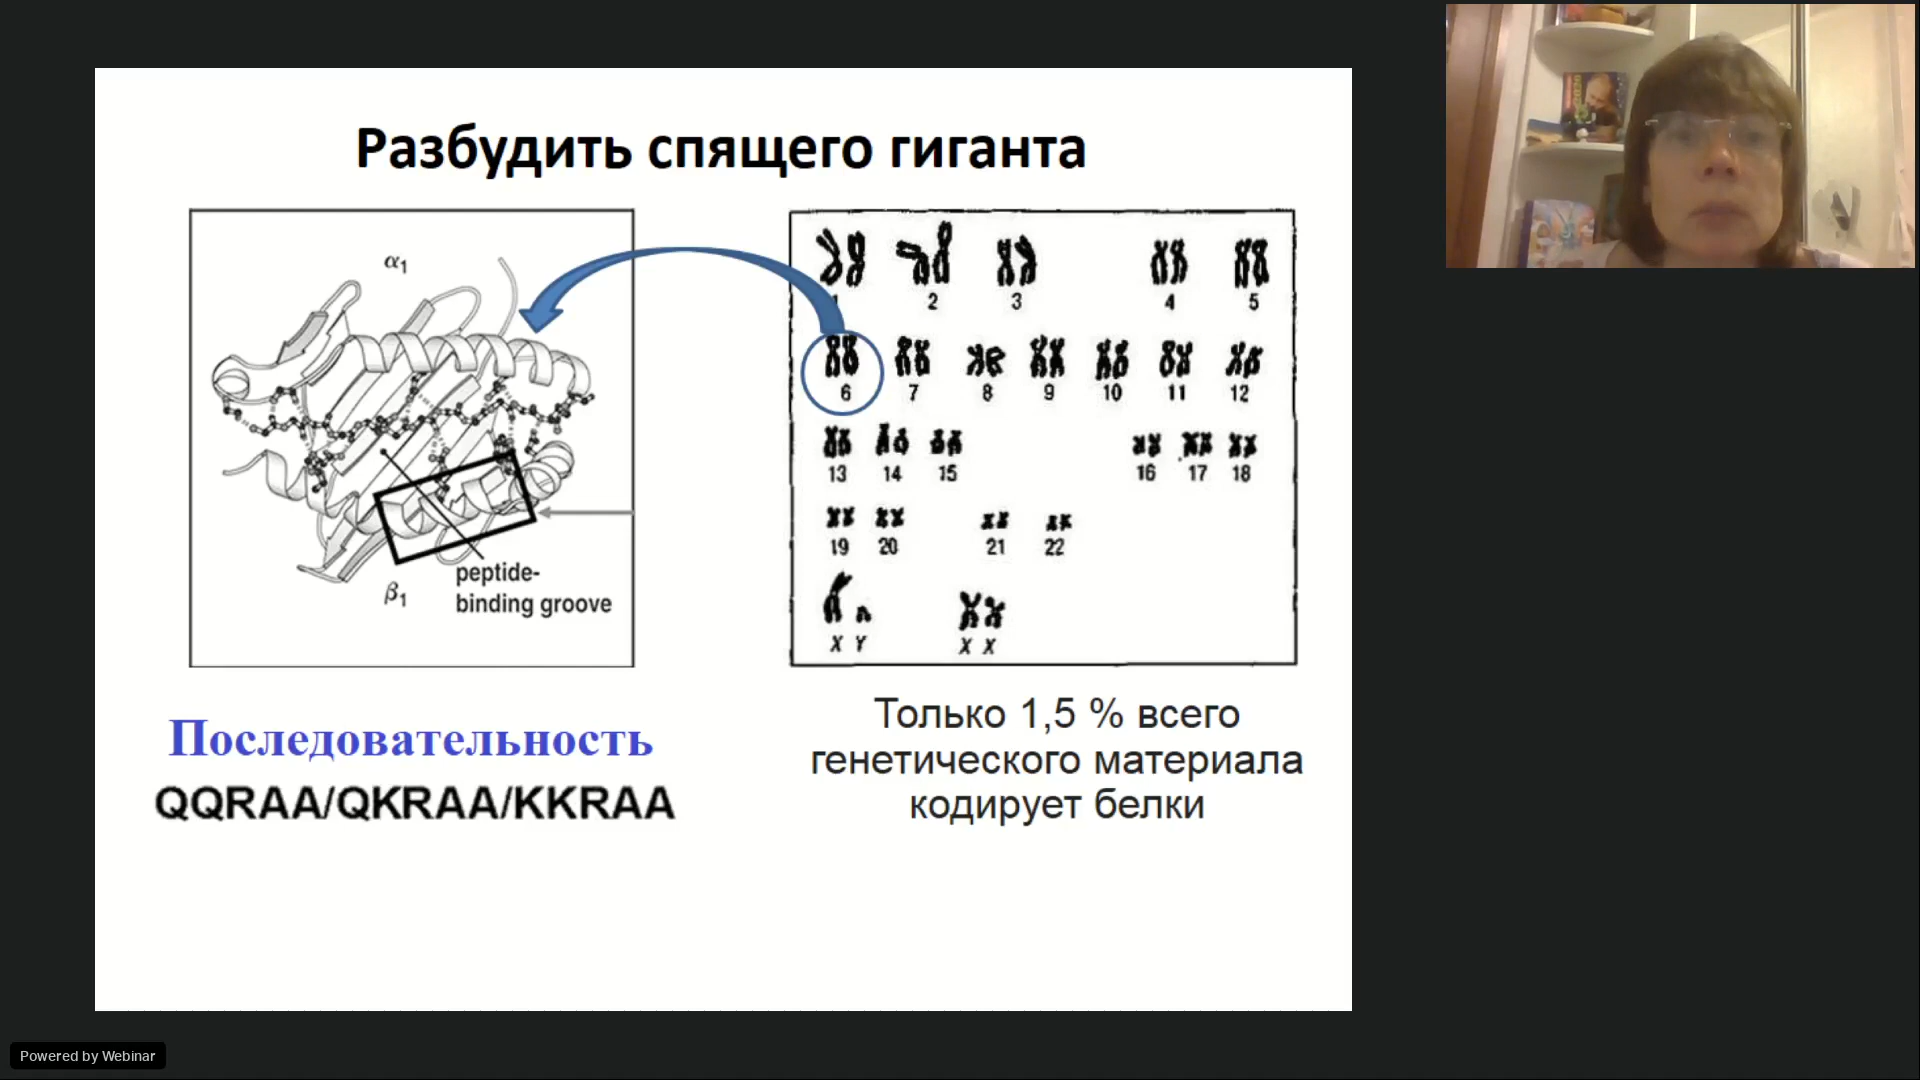 Разбудить спящего гиганта
α1
peptide-
binding groove
β1
1 2 3 4 5
6 7 8 9 10 11 12
13 14 15 16 17 18
19 20 21 22
X Y X X
Последовательность
QQRAA/QKRAA/KKRAA
Только 1,5 % всего
генетического материала
кодирует белки
Powered by Webinar